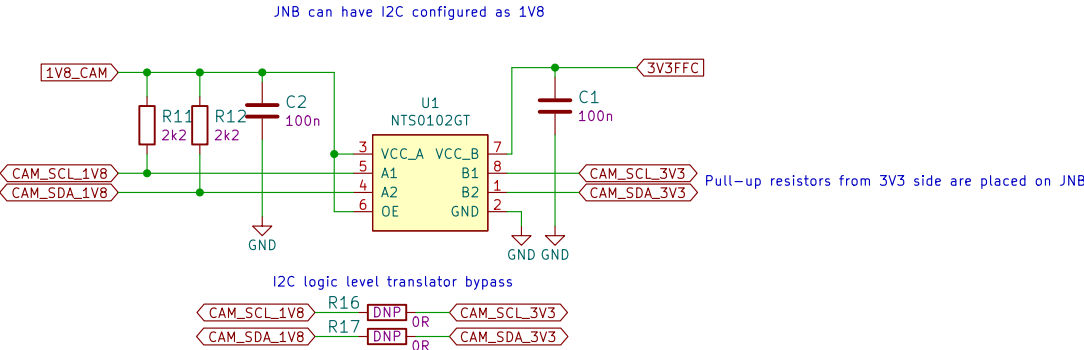 JNB can have I2C configured as 1V8
1V8_CAM
3V3FFC
R11
2k2
R12
2k2
C2
100n
U1
NTS0102GT
C1
100n
3
VCC_A
VCC_B
7
5
A1
B1
8
4
A2
B2
1
6
OE
GND
2
CAM_SCL_1V8
CAM_SDA_1V8
CAM_SCL_3V3
CAM_SDA_3V3
Pull-up resistors from 3V3 side are placed on JNB
GND
GND
GND
I2C logic level translator bypass
CAM_SCL_1V8
R16
DNP
0R
CAM_SCL_3V3
CAM_SDA_1V8
R17
DNP
0R
CAM_SDA_3V3